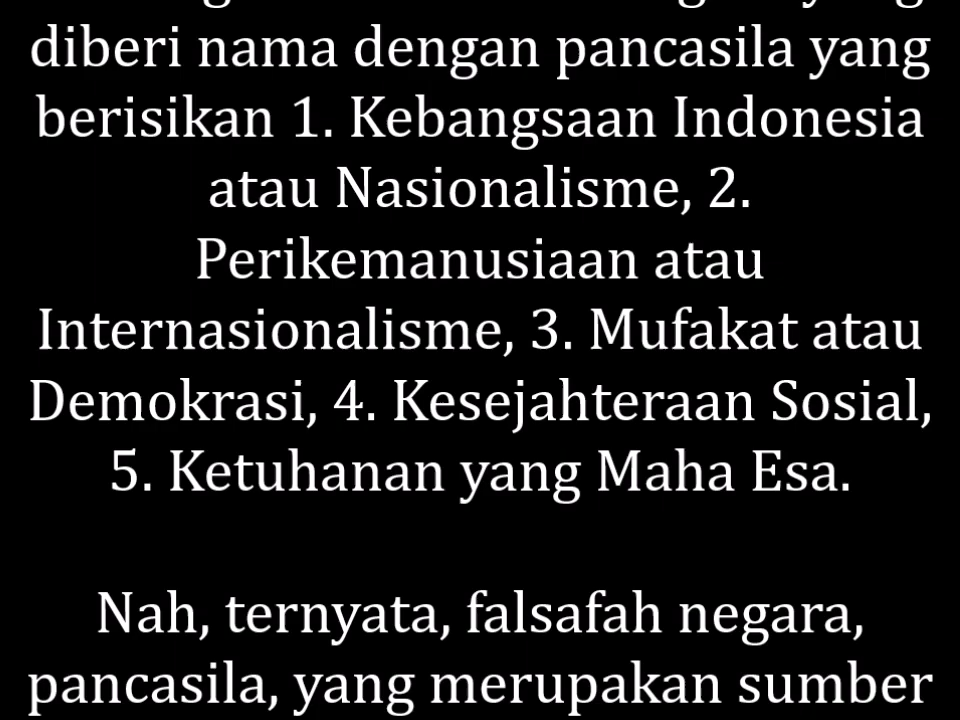 diberi nama dengan pancasila yang
berisikan 1. Kebangsaan Indonesia
atau Nasionalisme, 2.
Perikemanusiaan atau
Internasionalisme, 3. Mufakat atau
Demokrasi, 4. Kesejahteraan Sosial,
5. Ketuhanan yang Maha Esa.
Nah, ternyata, falsafah negara,
pancasila, yang merupakan sumber